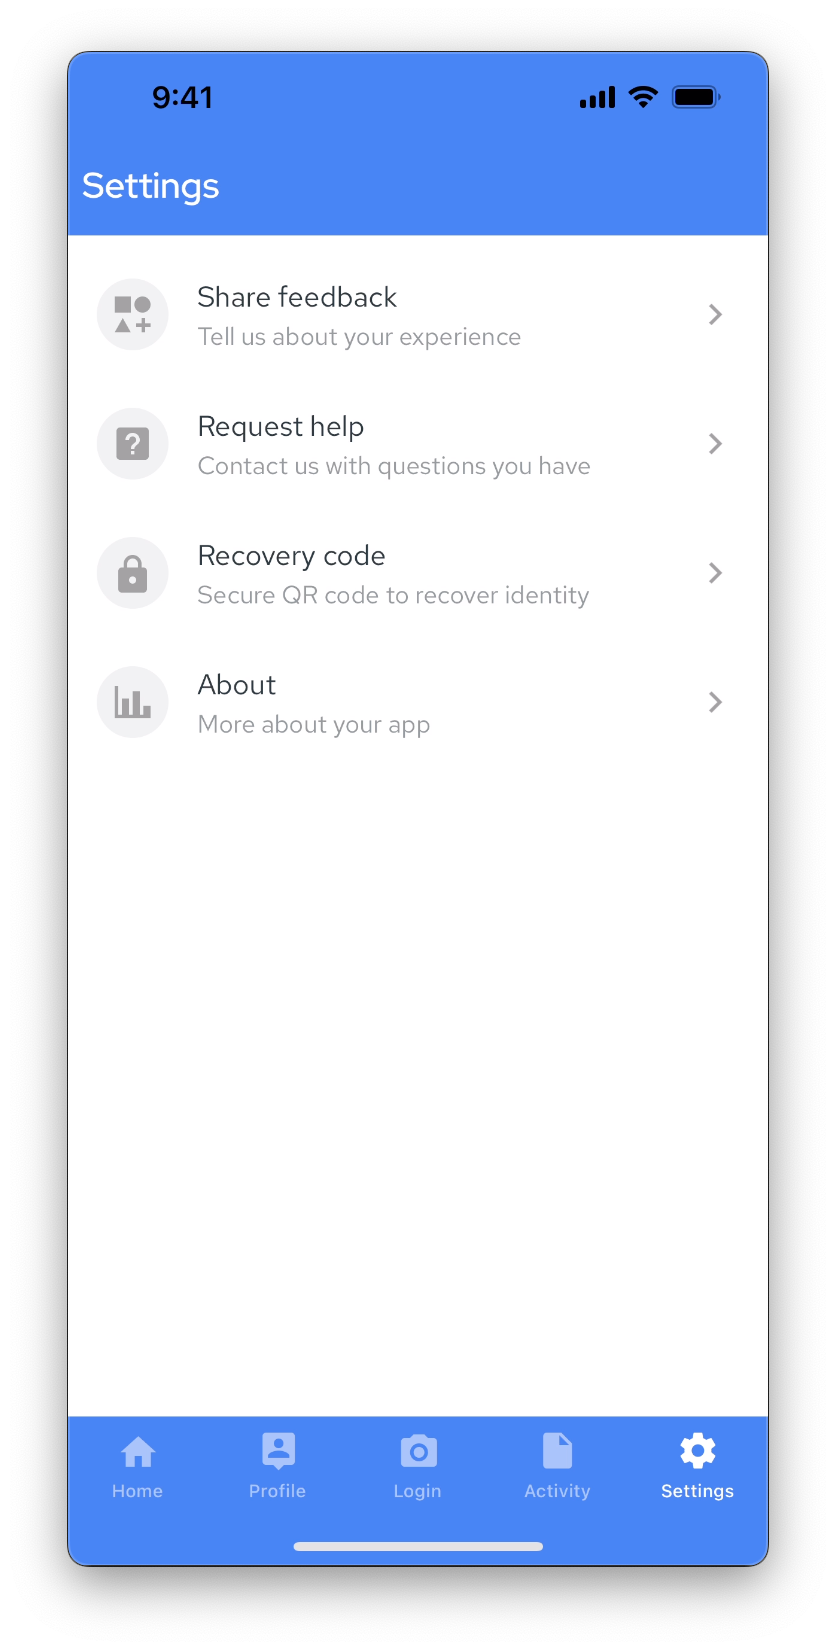 9:41
Settings
Share feedback
Tell us about your experience
Request help
Contact us with questions you have
Recovery code
Secure QR code to recover identity
About
More about your app
Home Profile Login Activity Settings